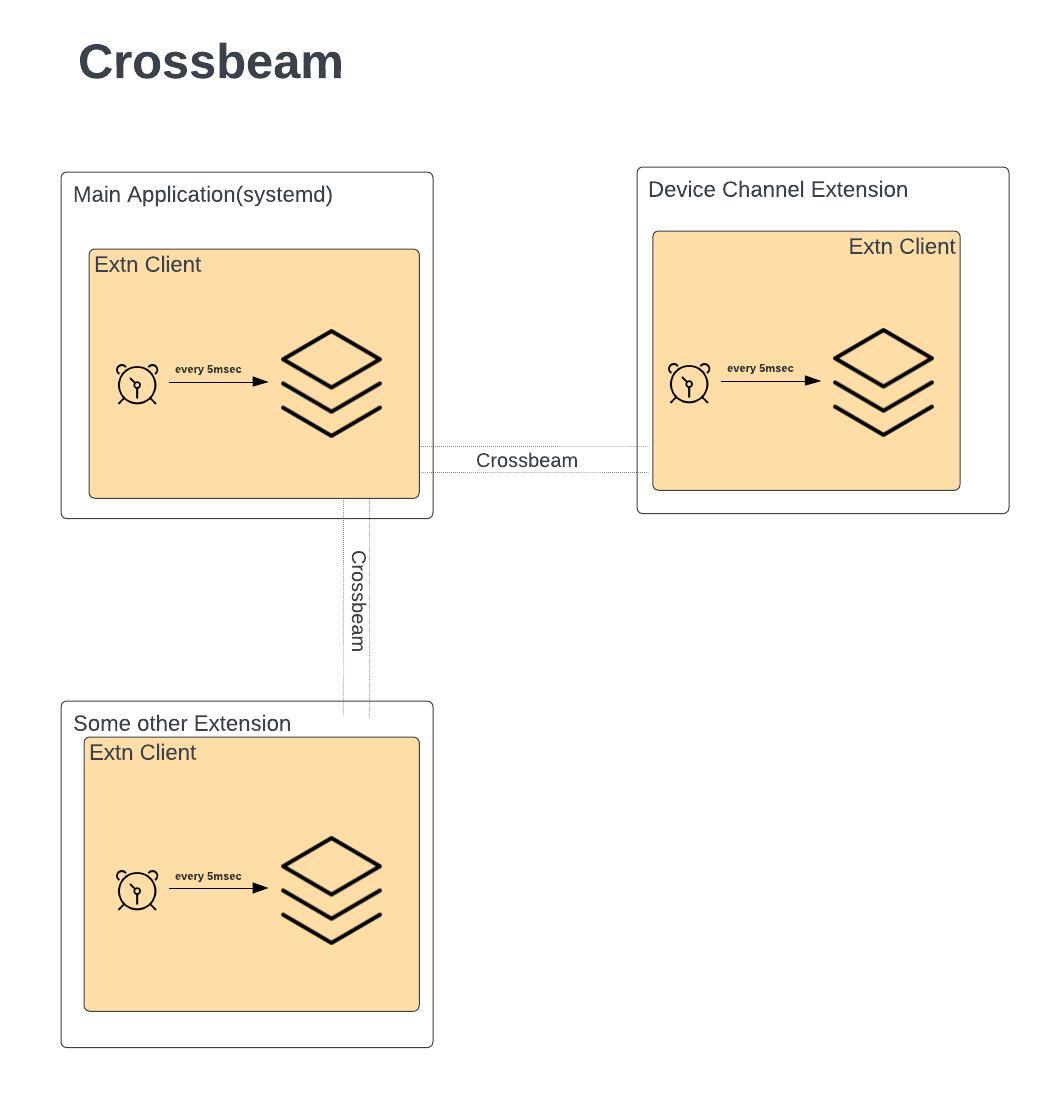 Crossbeam
Main Application(systemd)
Extn Client
every 5msec
Device Channel Extension
Extn Client
every 5msec
Crossbeam
Crossbeam
Some other Extension
Extn Client
every 5msec